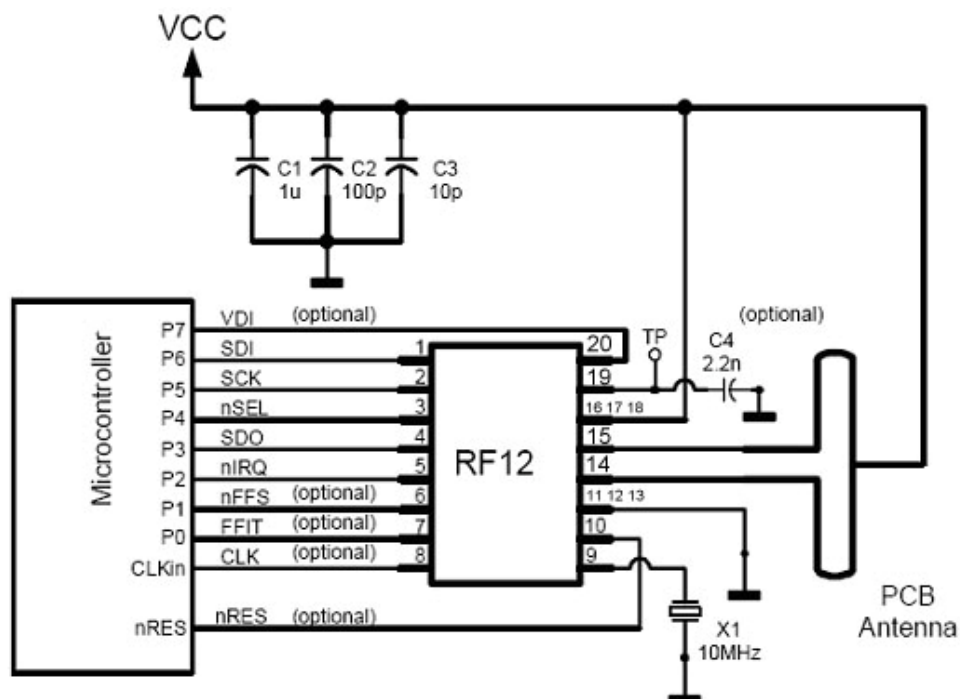 VCC
C1
1u
C2
100p
C3
10p
Microcontroller
P7 VDI (optional)
P6 SDI 1
P5 SCK 2
P4 nSEL 3
P3 SDO 4
P2 nIRQ 5
P1 nFFS (optional) 6
P0 FFIT (optional) 7
CLKin CLK (optional) 8
nRES nRES (optional)
RF12
20
19
16 17 18
15
14
11 12 13
10
9
TP
(optional)
C4
2.2n
X1
10MHz
PCB
Antenna